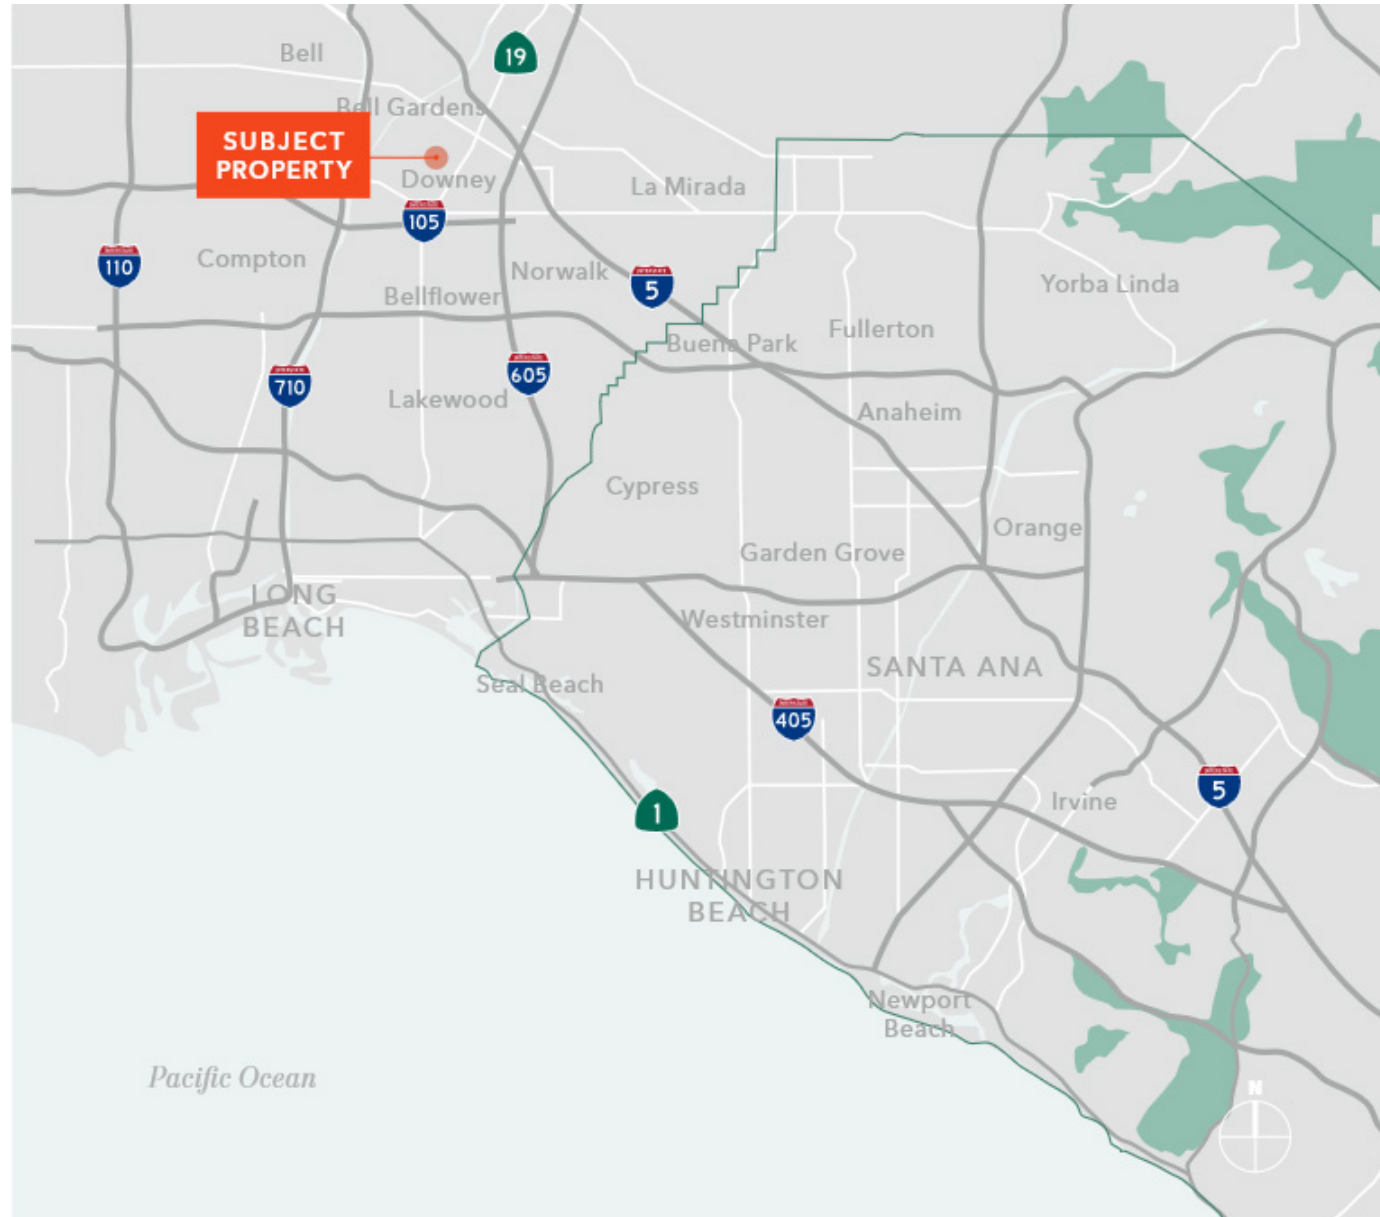 Bell
19
Bell Gardens
SUBJECT
PROPERTY
Downey
La Mirada
105
110
Compton
Norwalk
5
Bellflower
Yorba Linda
Fullerton
Buena Park
605
710
Lakewood
Anaheim
Cypress
Orange
Garden Grove
LONG
BEACH
Westminster
SANTA ANA
Seal Beach
405
5
Irvine
1
HUNTINGTON
BEACH
Newport
Beach
Pacific Ocean
N